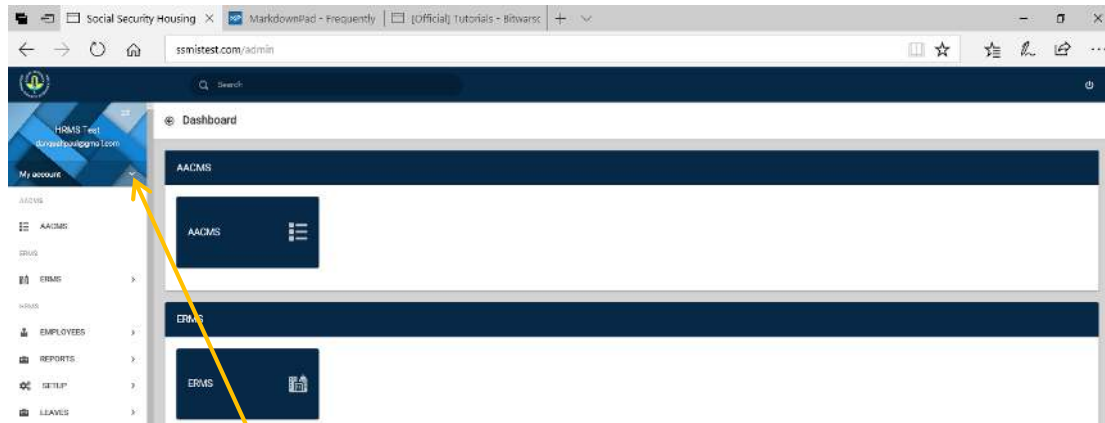 Social Security Housing
MarkdownPad - Frequently
[Official] Tutorials - Bitwarsc
ssmistest.com/admin
Search
HRMS Test
My account
AACMS
AACMS
ERMS
ERMS
HRMS
EMPLOYEES
REPORTS
SETUP
LEAVES
Dashboard
AACMS
AACMS
ERMS
ERMS